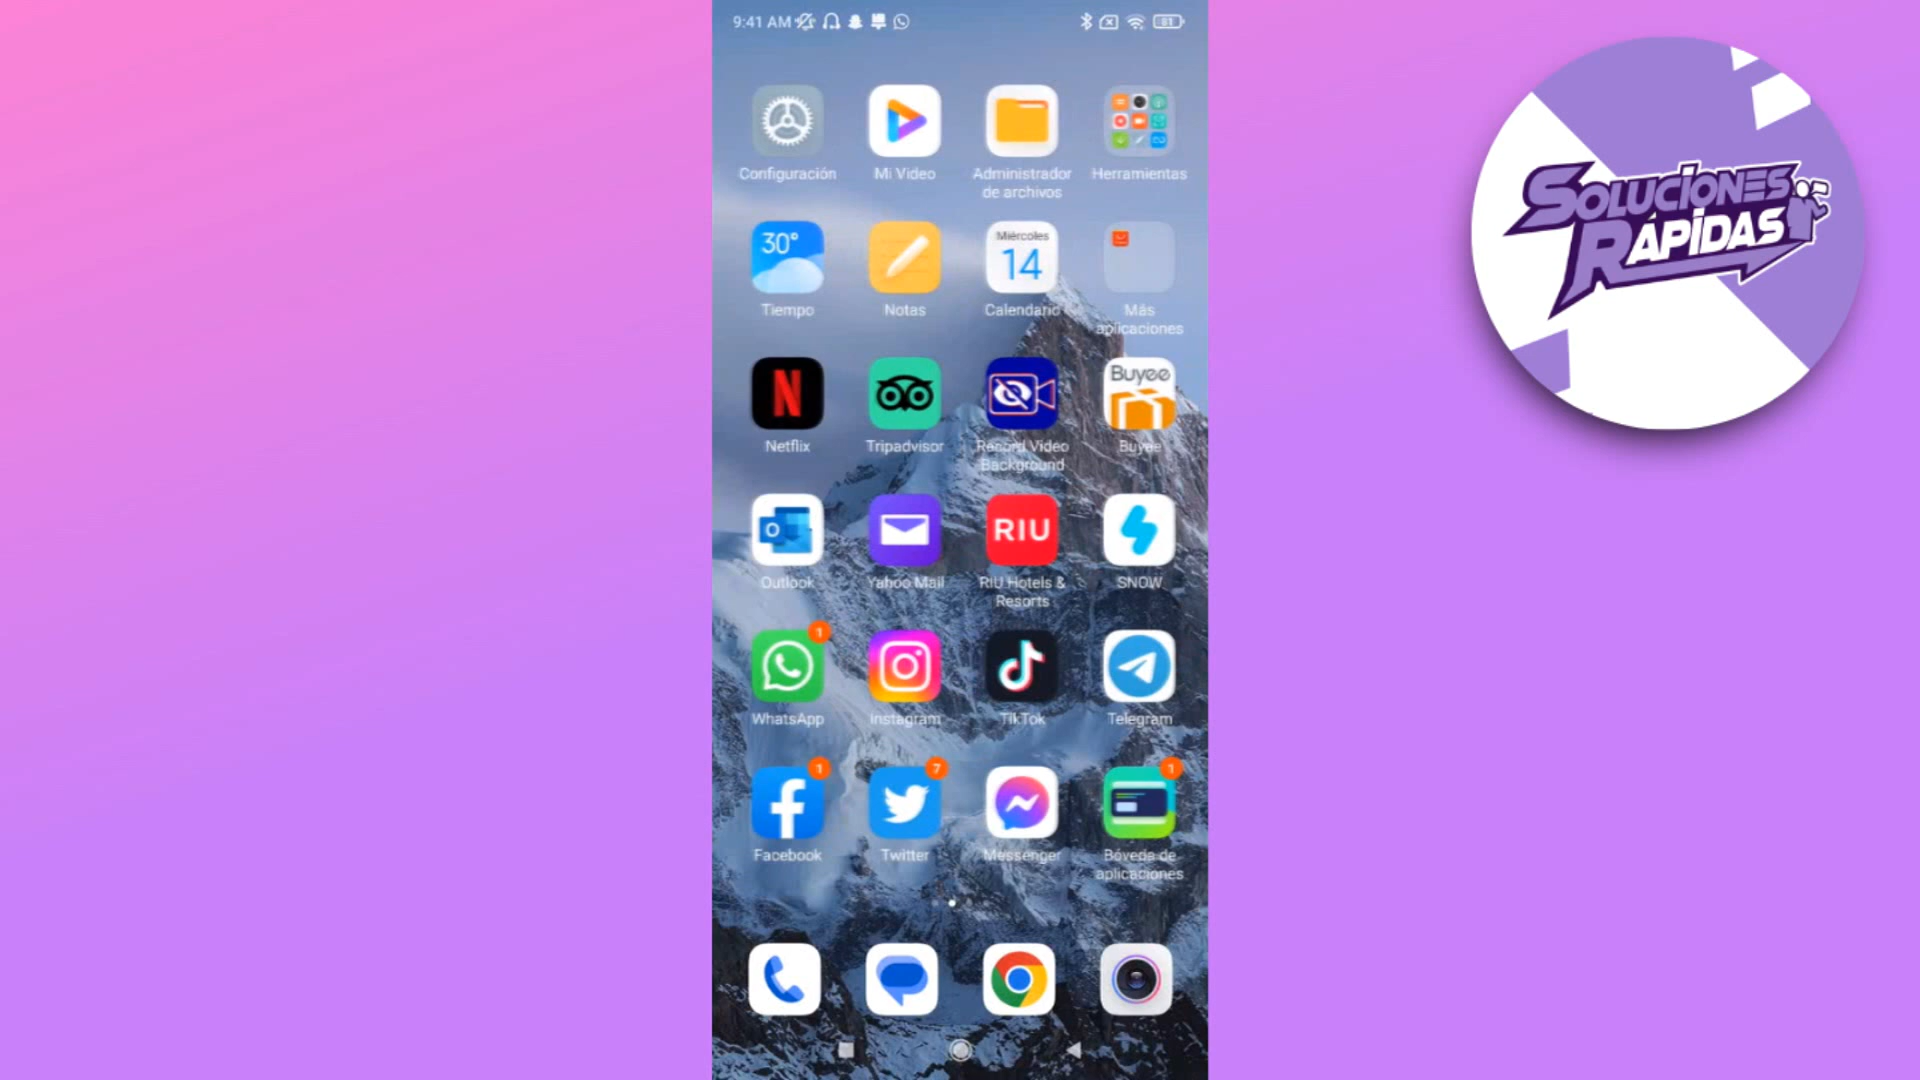 9:41 AM
81
SOLUCIONES
RÁPIDAS
Configuración
Mi Video
Administrador
de archivos
Herramientas
30°
Miércoles
14
Tiempo
Notas
Calendario
Más
aplicaciones
N
Buyee
Netflix
Tripadvisor
Record Video
Background
Buyee
O
RIU
Outlook
Yahoo Mail
RIU Hotels &
Resorts
SNOW
1
WhatsApp
Instagram
TikTok
Telegram
1
7
1
Facebook
Twitter
Messenger
Bóveda de
aplicaciones